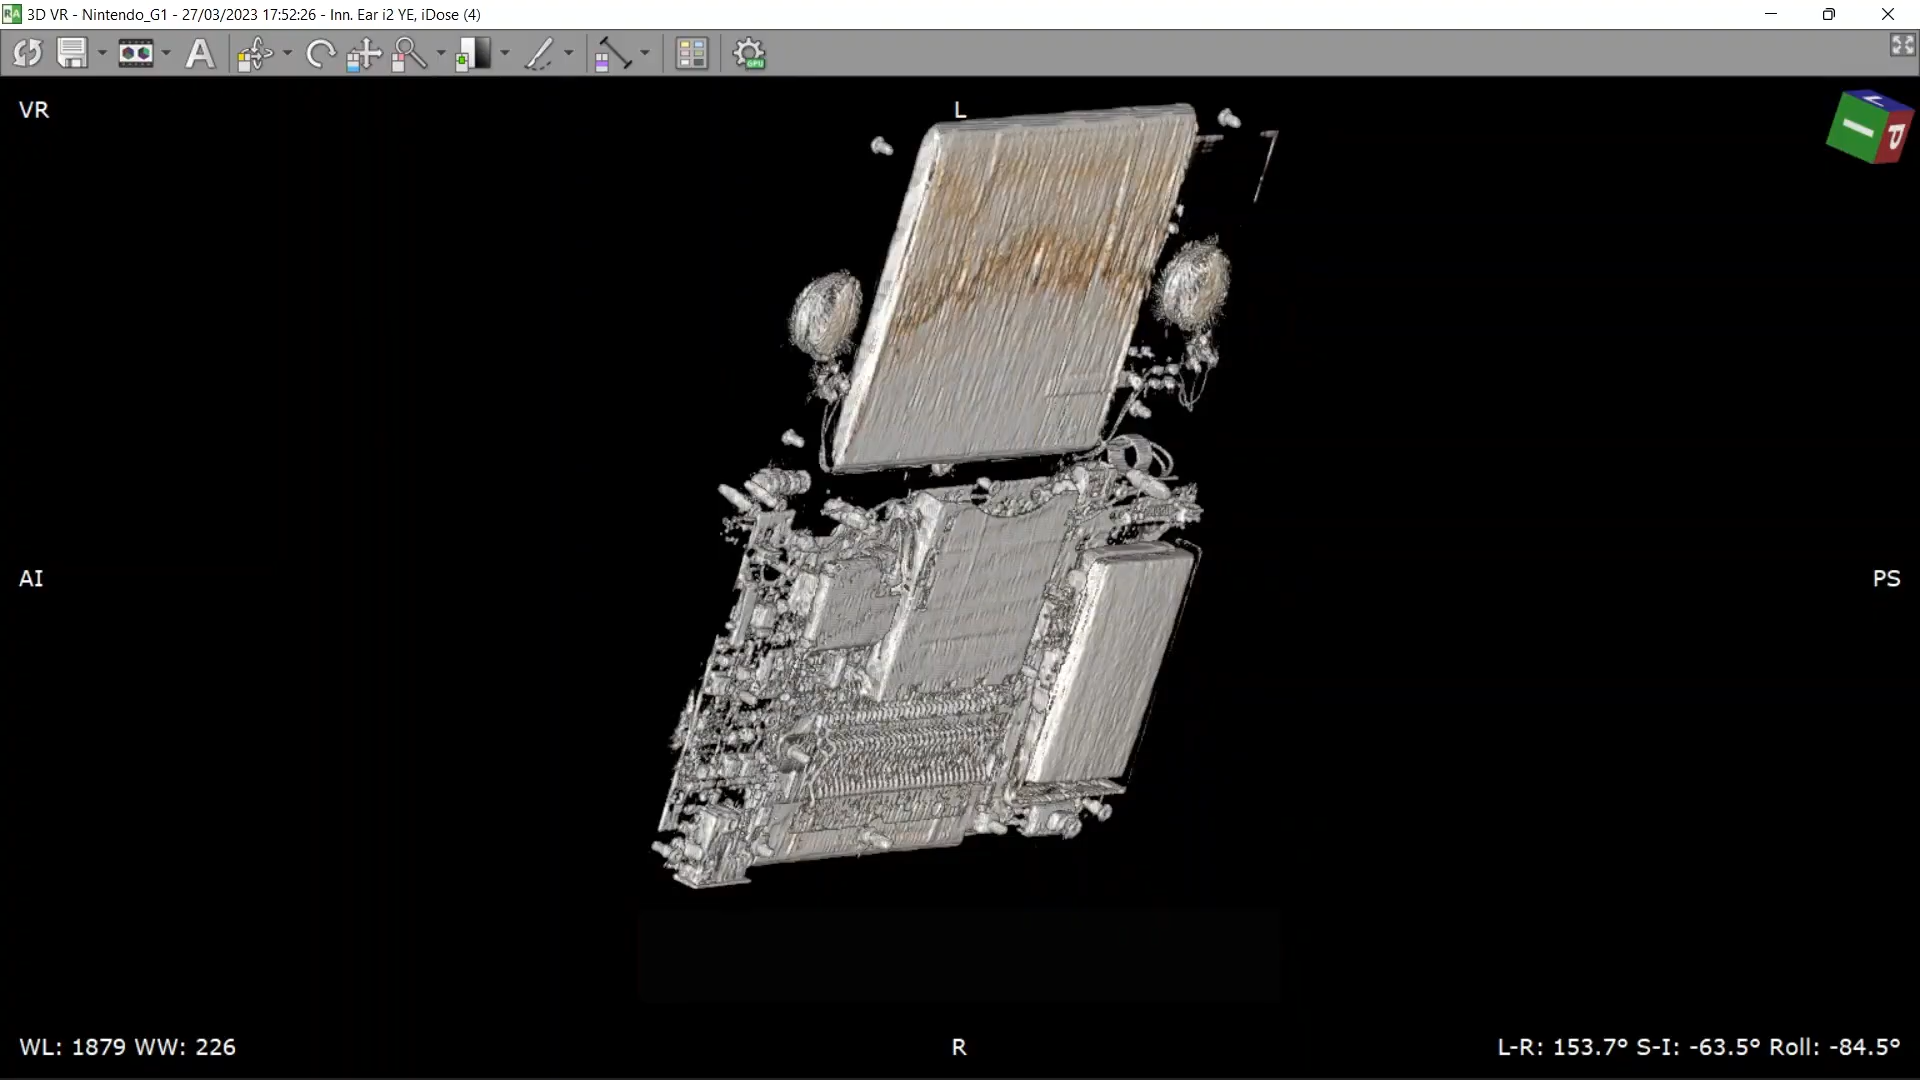 3D VR - Nintendo_G1 - 27/03/2023 17:52:26 - Inn. Ear i2 YE, iDose (4)
VR
L
P
I
AI
PS
WL: 1879 WW: 226
R
L-R: 153.7° S-I: -63.5° Roll: -84.5°